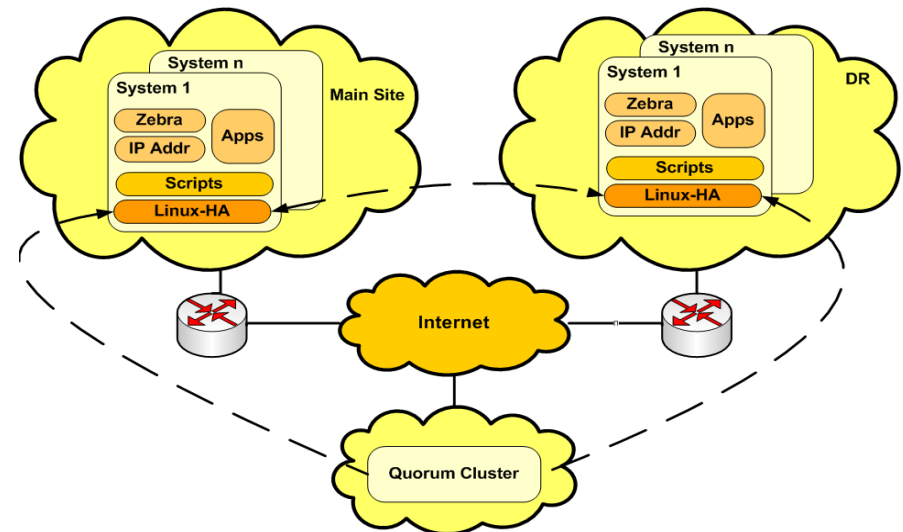 System n
System 1
Main Site
Zebra
IP Addr
Apps
Scripts
Linux-HA
System n
System 1
DR
Zebra
IP Addr
Apps
Scripts
Linux-HA
Internet
n
Quorum Cluster